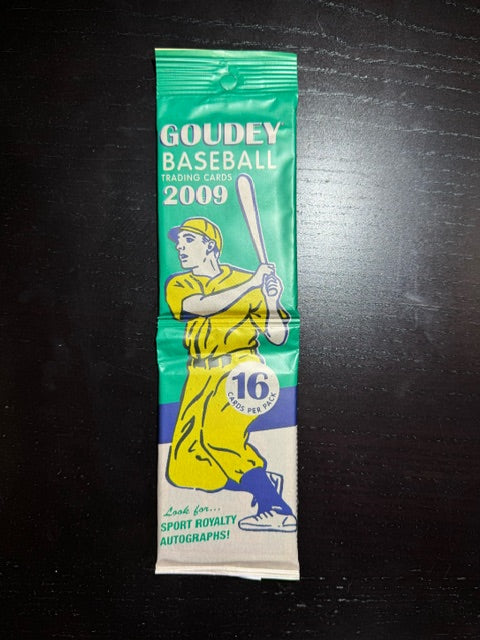 GOUDEY
BASEBALL
TRADING CARDS
2009
16
CARDS PER PACK
Look for...
SPORT ROYALTY
AUTOGRAPHS!